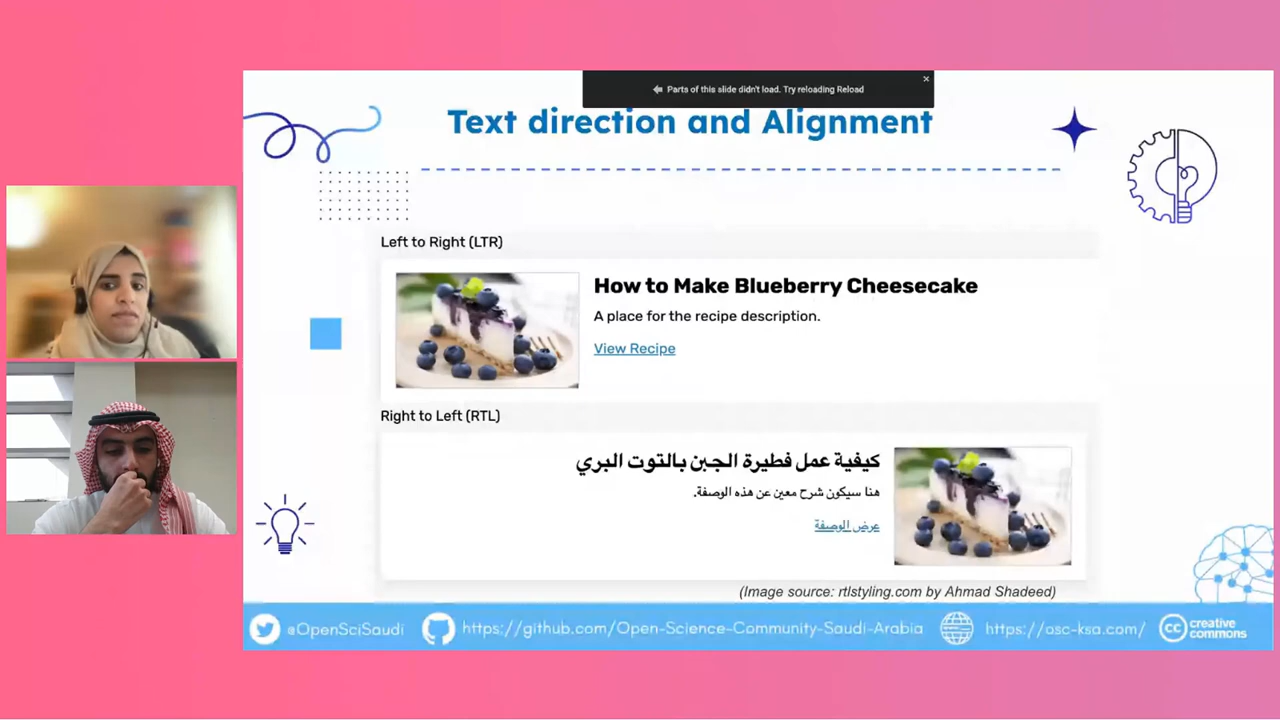 Parts of this slide didn't load. Try reloading Reload
Text direction and Alignment
Left to Right (LTR)
How to Make Blueberry Cheesecake
A place for the recipe description.
View Recipe
Right to Left (RTL)
كيفية عمل فطيرة الجبن بالتوت البري
هنا سيكون شرح معين عن هذه الوصفة.
عرض الوصفة
(Image source: rtlstyling.com by Ahmad Shadeed)
@OpenSciSaudi https://github.com/Open-Science-Community-Saudi-Arabia https://osc-ksa.com/ cc creative commons